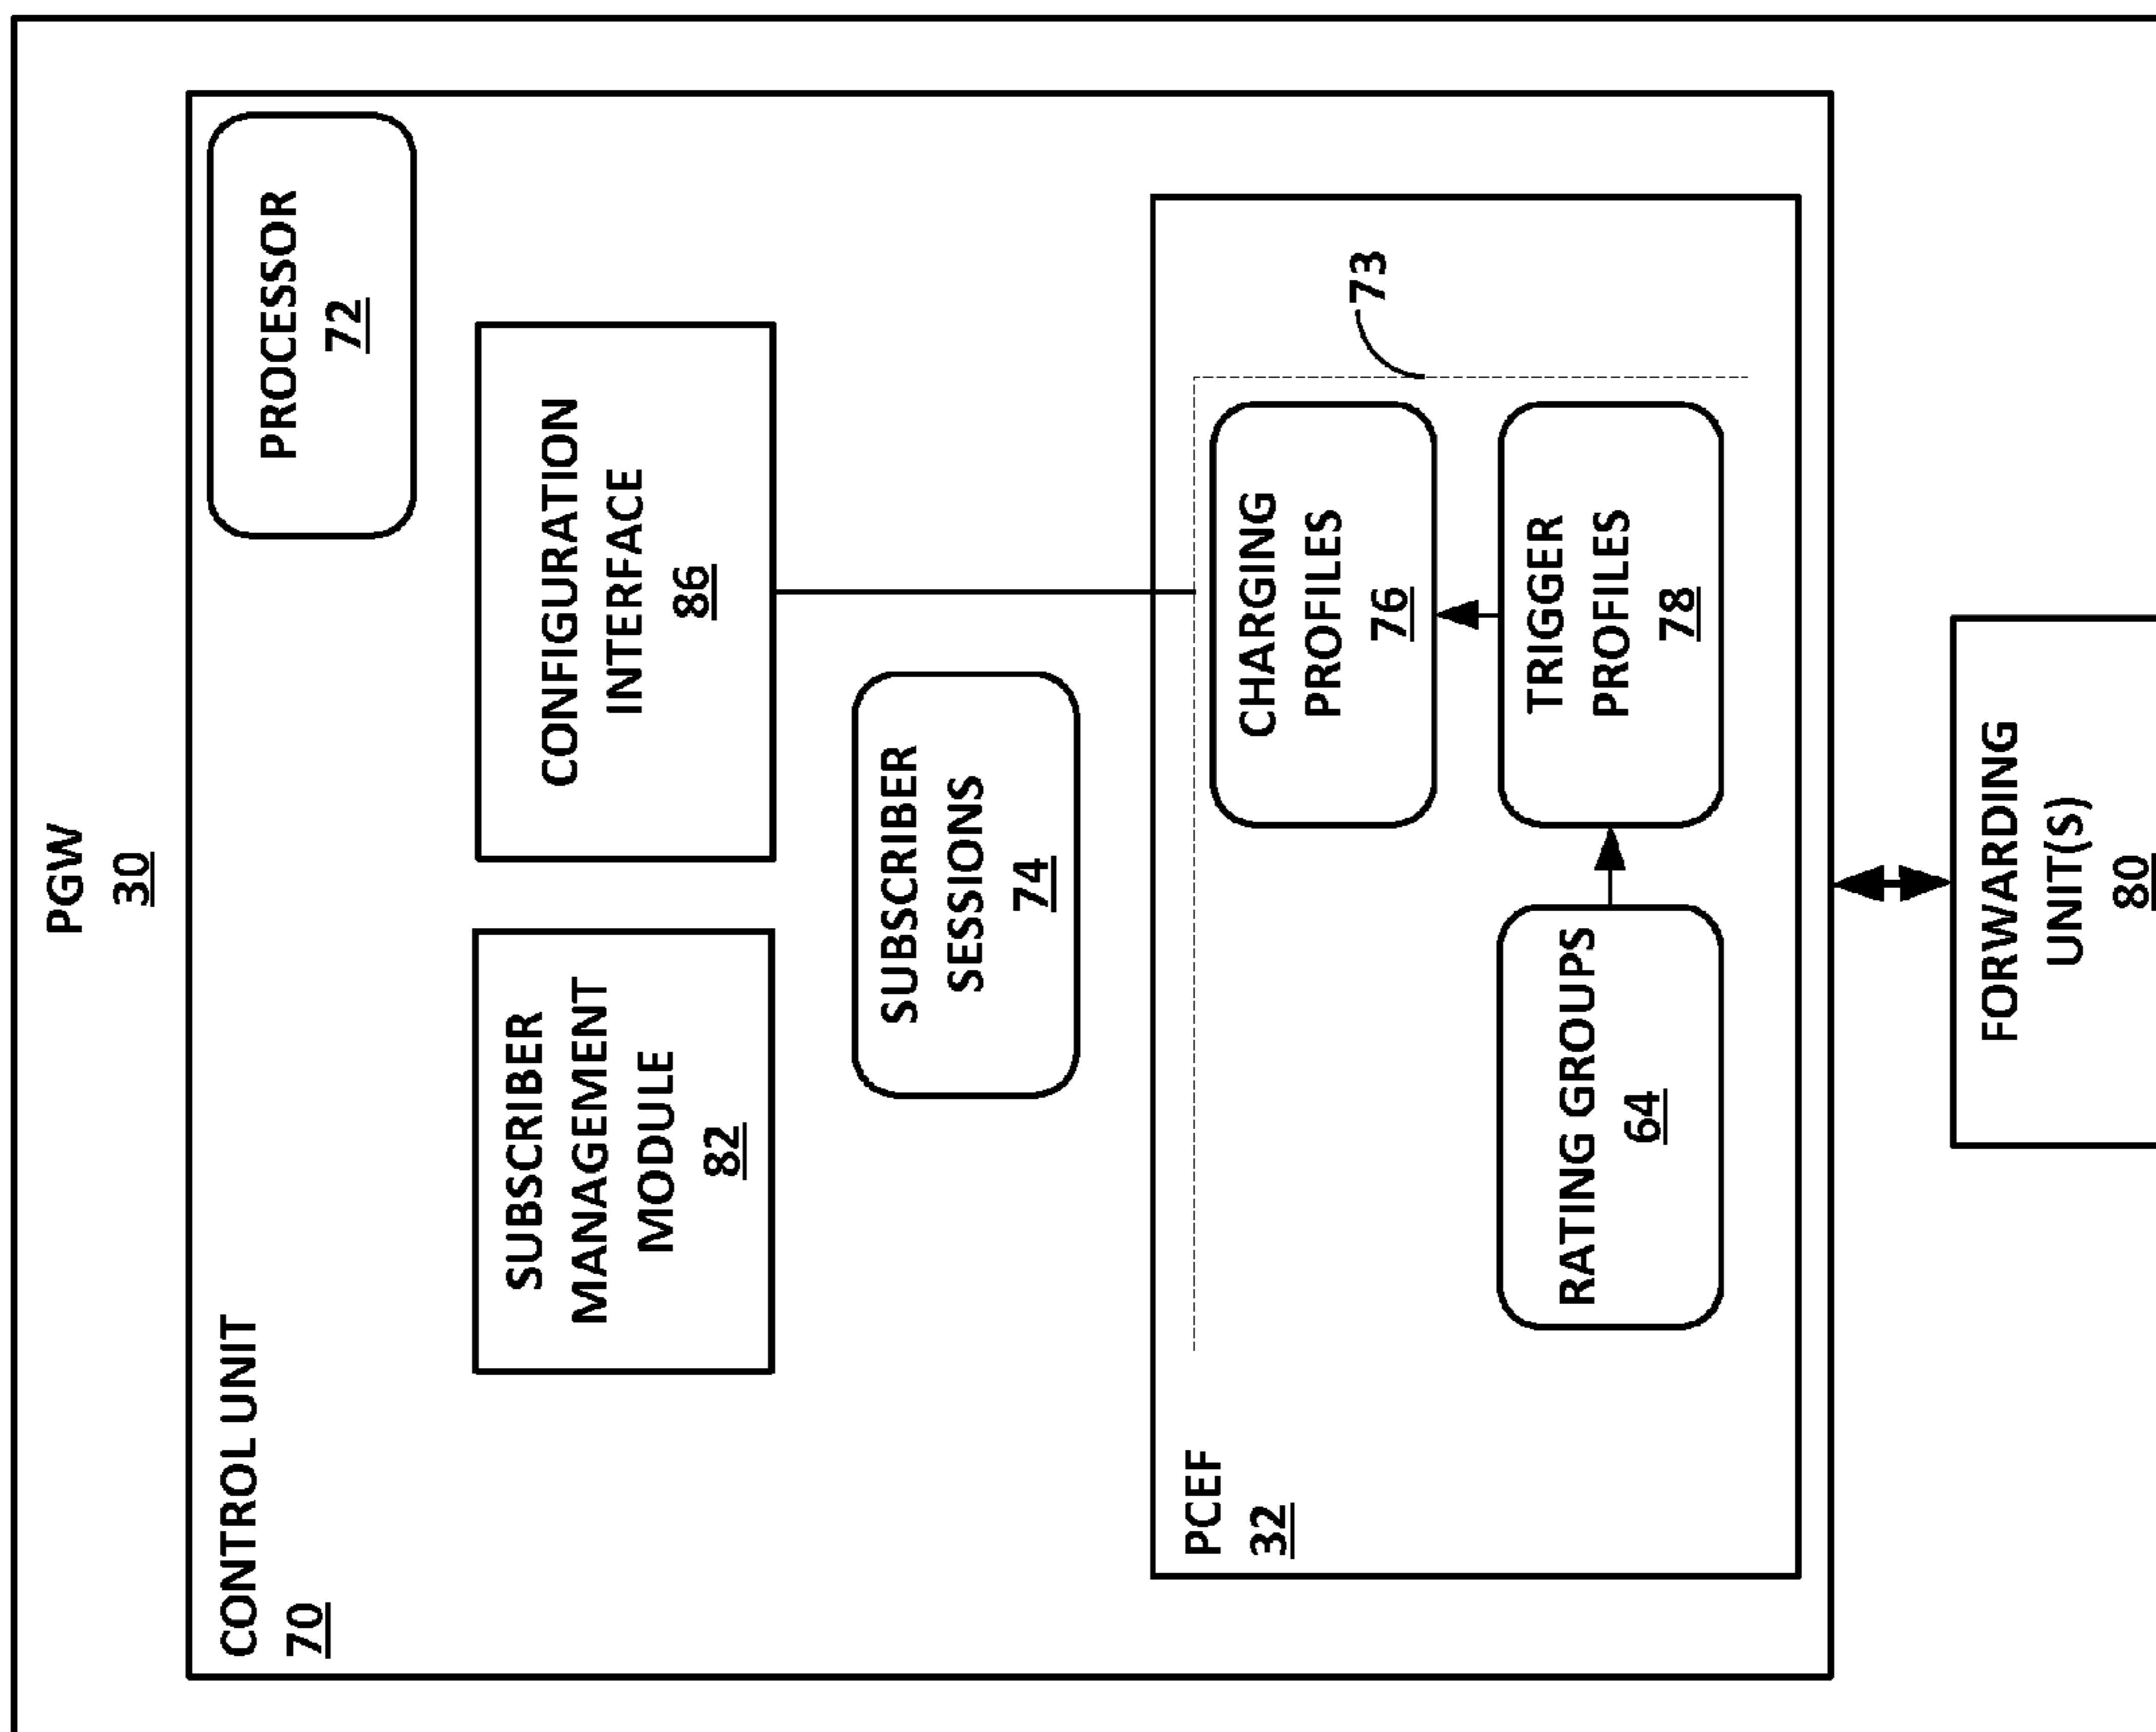 PGW
30
CONTROL UNIT
70
PROCESSOR
72
SUBSCRIBER
MANAGEMENT
MODULE
82
CONFIGURATION
INTERFACE
86
SUBSCRIBER
SESSIONS
74
PCEF
32
73
CHARGING
PROFILES
76
RATING GROUPS
64
TRIGGER
PROFILES
78
FORWARDING
UNIT(S)
80